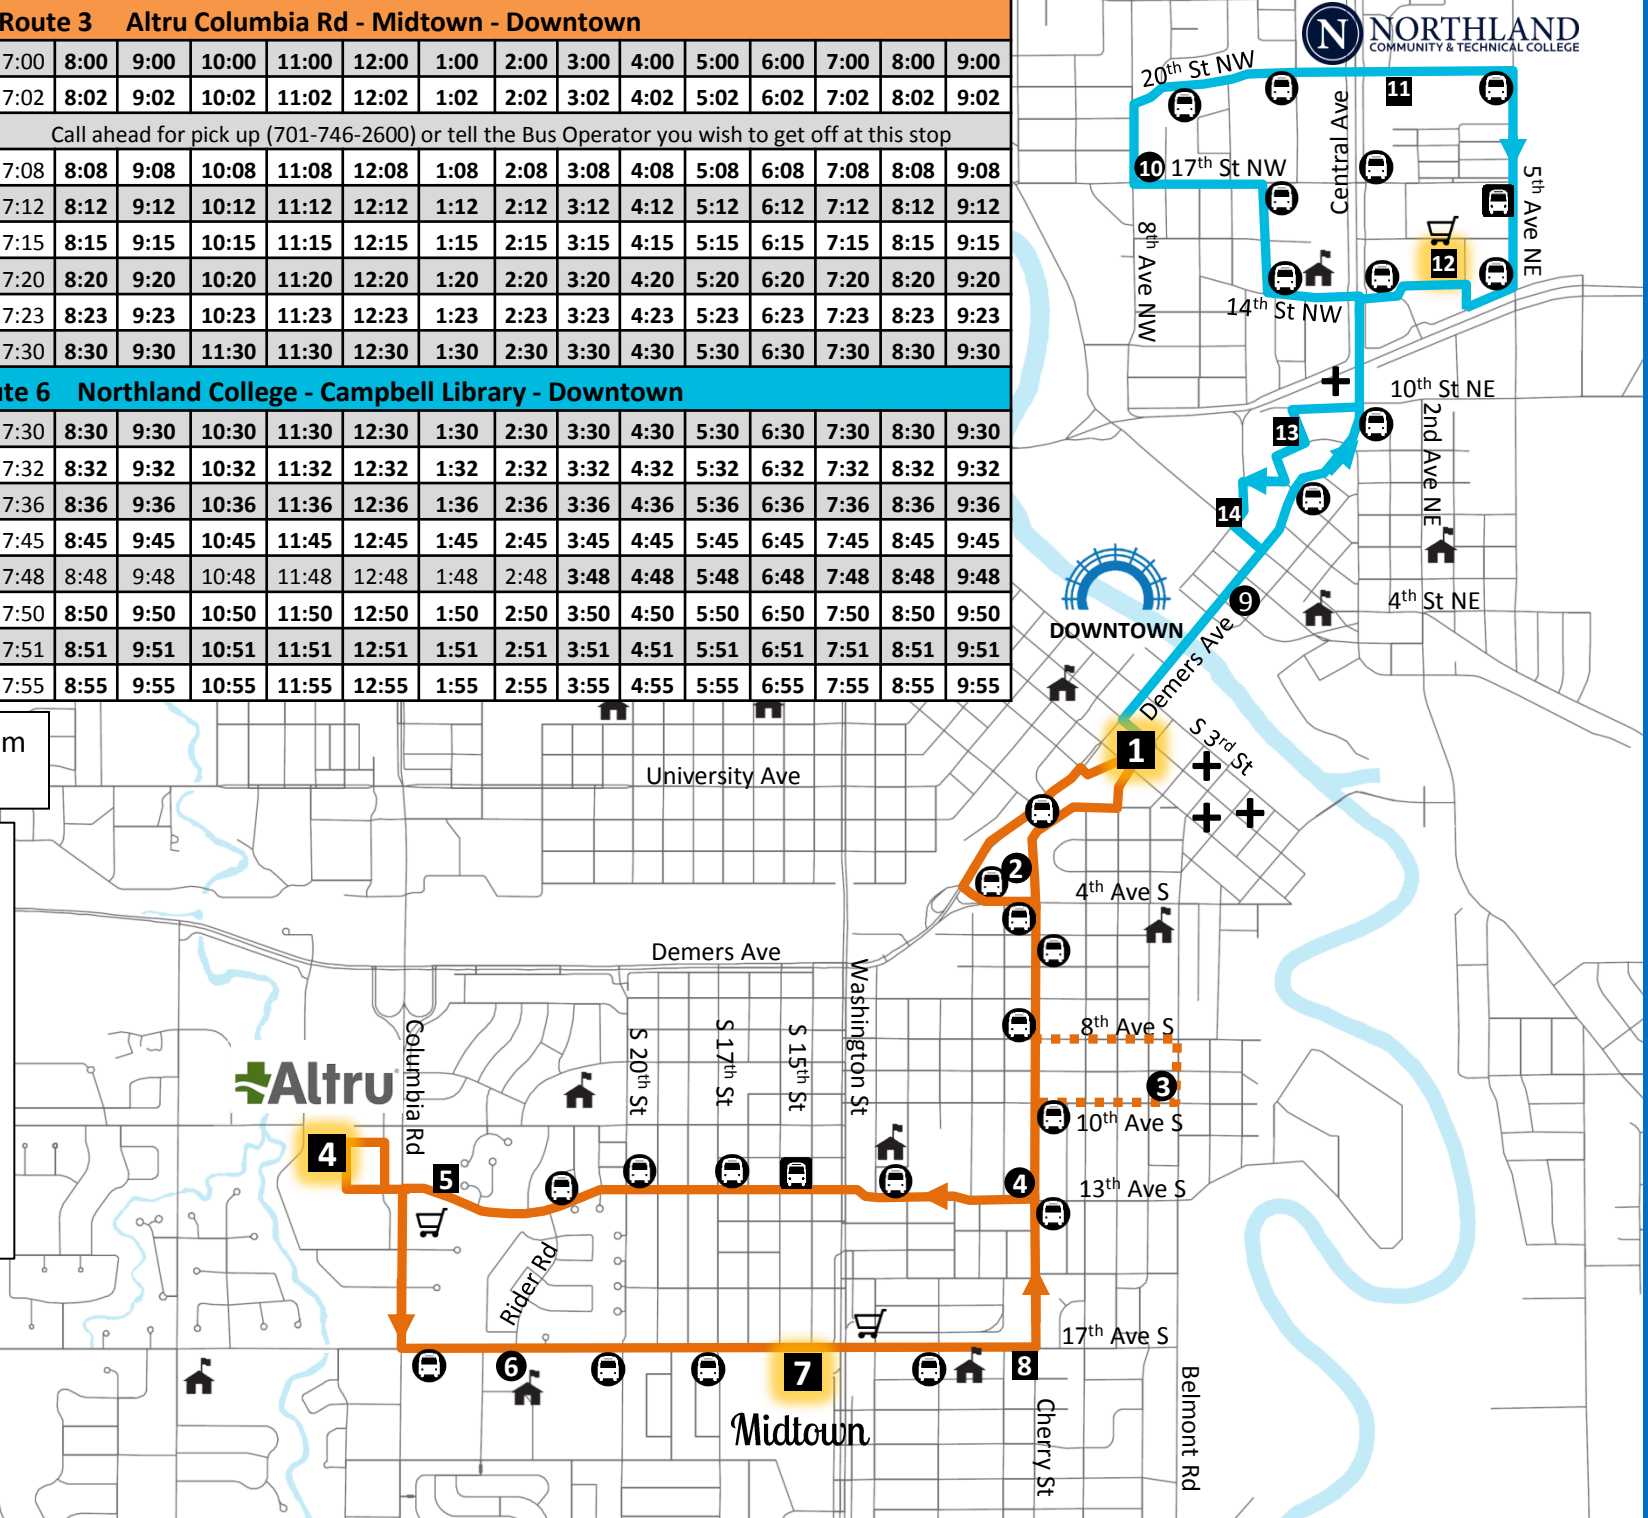 Route 3 Altru Columbia Rd - Midtown - Downtown
7:00 8:00 9:00 10:00 11:00 12:00 1:00 2:00 3:00 4:00 5:00 6:00 7:00 8:00 9:00
7:02 8:02 9:02 10:02 11:02 12:02 1:02 2:02 3:02 4:02 5:02 6:02 7:02 8:02 9:02
Call ahead for pick up (701-746-2600) or tell the Bus Operator you wish to get off at this stop
7:08 8:08 9:08 10:08 11:08 12:08 1:08 2:08 3:08 4:08 5:08 6:08 7:08 8:08 9:08
7:12 8:12 9:12 10:12 11:12 12:12 1:12 2:12 3:12 4:12 5:12 6:12 7:12 8:12 9:12
7:15 8:15 9:15 10:15 11:15 12:15 1:15 2:15 3:15 4:15 5:15 6:15 7:15 8:15 9:15
7:20 8:20 9:20 10:20 11:20 12:20 1:20 2:20 3:20 4:20 5:20 6:20 7:20 8:20 9:20
7:23 8:23 9:23 10:23 11:23 12:23 1:23 2:23 3:23 4:23 5:23 6:23 7:23 8:23 9:23
7:30 8:30 9:30 11:30 11:30 12:30 1:30 2:30 3:30 4:30 5:30 6:30 7:30 8:30 9:30
te 6 Northland College - Campbell Library - Downtown
7:30 8:30 9:30 10:30 11:30 12:30 1:30 2:30 3:30 4:30 5:30 6:30 7:30 8:30 9:30
7:32 8:32 9:32 10:32 11:32 12:32 1:32 2:32 3:32 4:32 5:32 6:32 7:32 8:32 9:32
7:36 8:36 9:36 10:36 11:36 12:36 1:36 2:36 3:36 4:36 5:36 6:36 7:36 8:36 9:36
7:45 8:45 9:45 10:45 11:45 12:45 1:45 2:45 3:45 4:45 5:45 6:45 7:45 8:45 9:45
7:48 8:48 9:48 10:48 11:48 12:48 1:48 2:48 3:48 4:48 5:48 6:48 7:48 8:48 9:48
7:50 8:50 9:50 10:50 11:50 12:50 1:50 2:50 3:50 4:50 5:50 6:50 7:50 8:50 9:50
7:51 8:51 9:51 10:51 11:51 12:51 1:51 2:51 3:51 4:51 5:51 6:51 7:51 8:51 9:51
7:55 8:55 9:55 10:55 11:55 12:55 1:55 2:55 3:55 4:55 5:55 6:55 7:55 8:55 9:55
m
N NORTHLAND
COMMUNITY & TECHNICAL COLLEGE
20th St NW
11
Central Ave
10 17th St NW
5th Ave NE
8th Ave NW
12
14th St NW
10th St NE
13
2nd Ave NE
14
9
4th St NE
DOWNTOWN
Demers Ave
1
S 3rd St
University Ave
2
4th Ave S
Demers Ave
Washington St
8th Ave S
Columbia Rd
S 20th St
S 17th St
S 15th St
3
Altru
10th Ave S
4
5
4
13th Ave S
Rider Rd
17th Ave S
6
7
8
Midtown
Cherry St
Belmont Rd